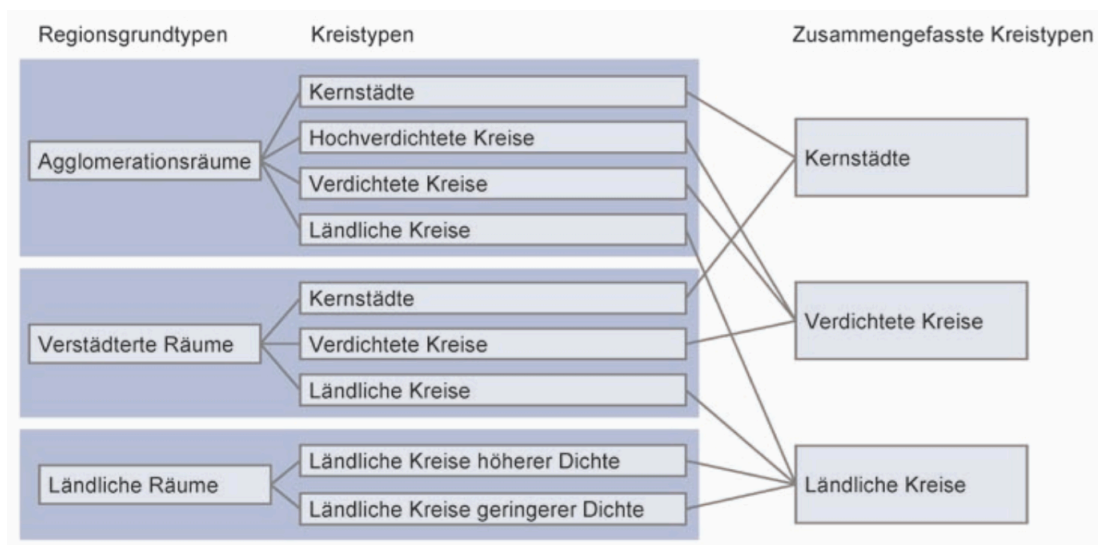 Regionsgrundtypen
Kreistypen
Zusammengefasste Kreistypen
Agglomerationsräume
Kernstädte
Hochverdichtete Kreise
Verdichtete Kreise
Ländliche Kreise
Verstädterte Räume
Kernstädte
Verdichtete Kreise
Ländliche Kreise
Ländliche Räume
Ländliche Kreise höherer Dichte
Ländliche Kreise geringerer Dichte
Kernstädte
Verdichtete Kreise
Ländliche Kreise